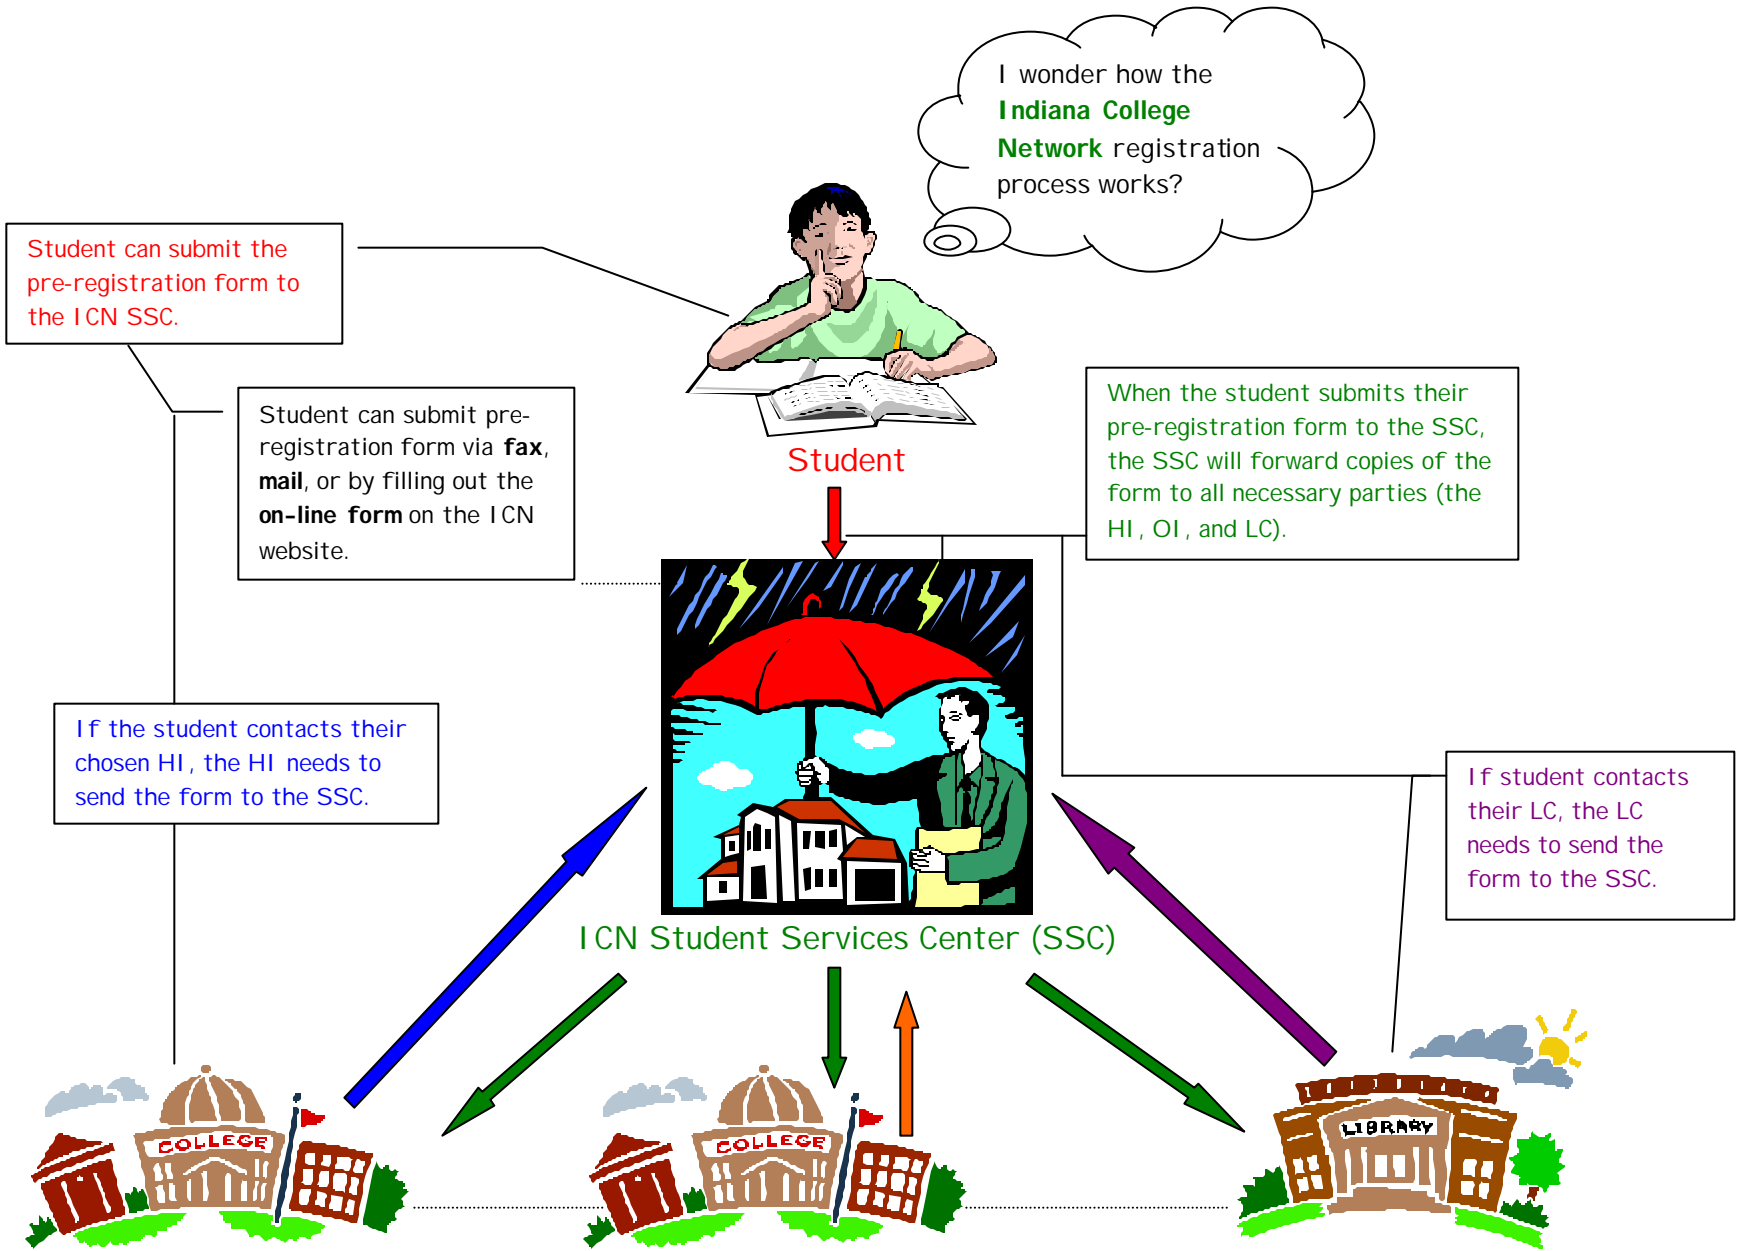 I wonder how the
Indiana College
Network registration
process works?
Student can submit the
pre-registration form to
the ICN SSC.
Student can submit pre-
registration form via fax,
mail, or by filling out the
on-line form on the ICN
website.
Student
When the student submits their
pre-registration form to the SSC,
the SSC will forward copies of the
form to all necessary parties (the
HI, OI, and LC).
If the student contacts their
chosen HI, the HI needs to
send the form to the SSC.
If student contacts
their LC, the LC
needs to send the
form to the SSC.
ICN Student Services Center (SSC)
COLLEGE
COLLEGE
LIBRARY